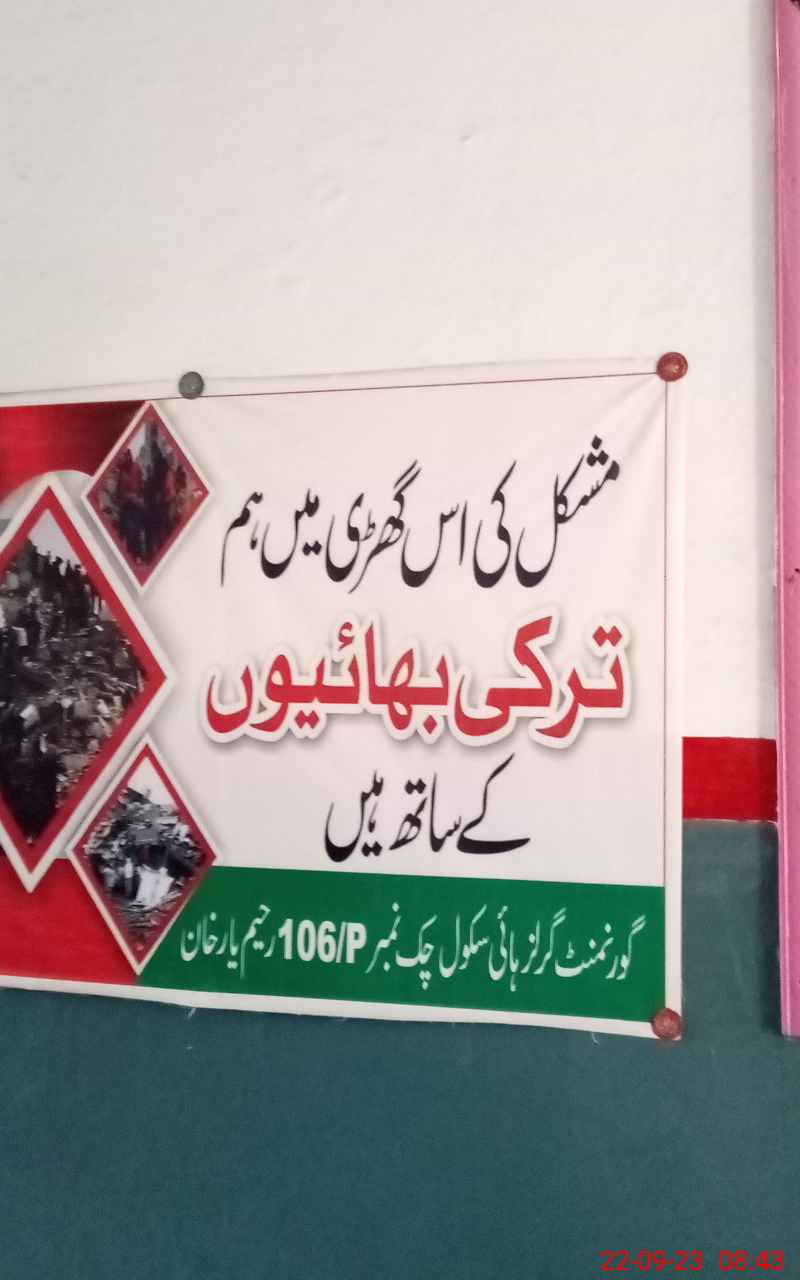 مشکل کی اس گھڑی میں ہم
ترکی بھائیوں
کے ساتھ ہیں
گورنمنٹ گرلز ہائی سکول چک نمبر 106/P رحیم یار خان
22-09-23 08:43